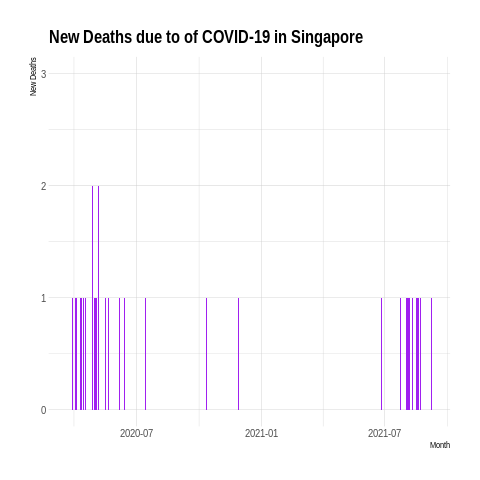 New Deaths due to of COVID-19 in Singapore
New Deaths
3
2
1
0
2020-07
2021-01
2021-07
Month